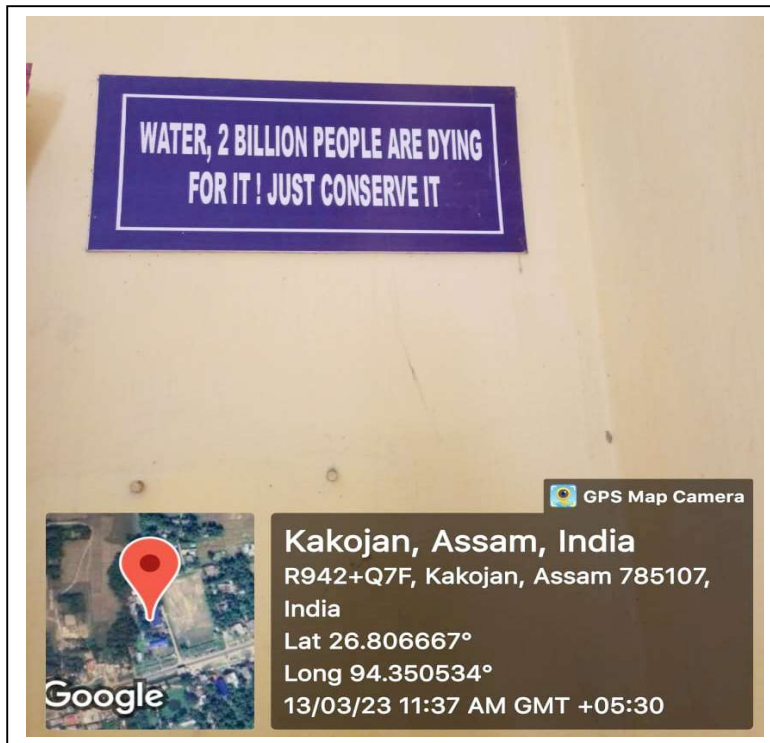 WATER, 2 BILLION PEOPLE ARE DYING
FOR IT ! JUST CONSERVE IT
GPS Map Camera
Kakojan, Assam, India
R942+Q7F, Kakojan, Assam 785107,
India
Lat 26.806667°
Long 94.350534°
13/03/23 11:37 AM GMT +05:30
Google